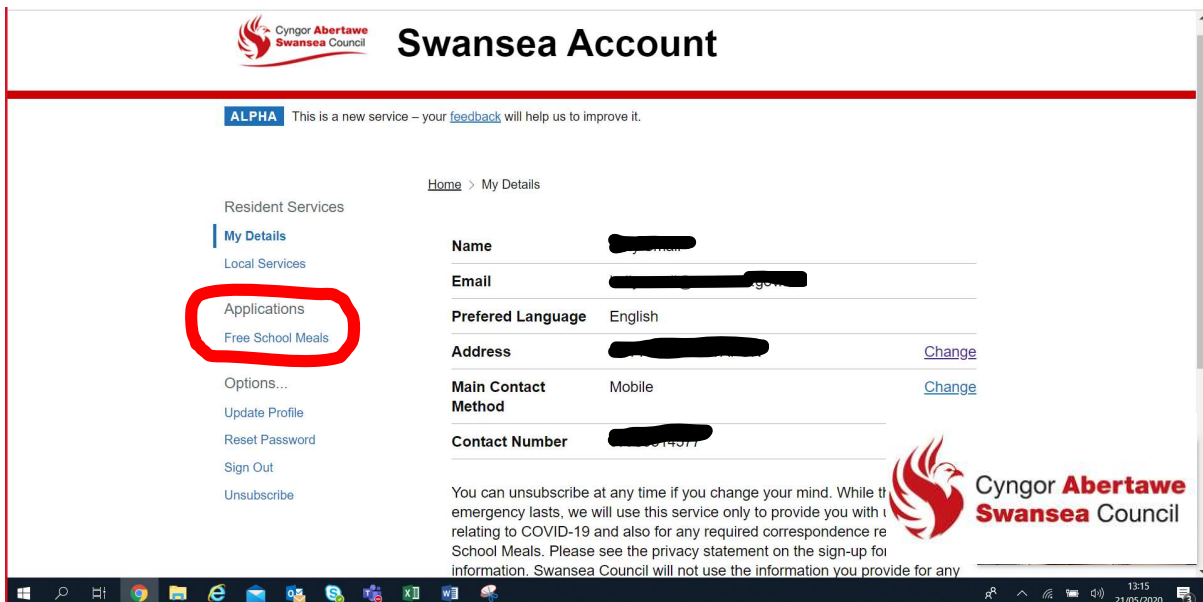 Cyngor Abertawe
Swansea Council
Swansea Account
ALPHA This is a new service – your feedback will help us to improve it.
Home > My Details
Resident Services
My Details
Local Services
Applications
Free School Meals
Options...
Update Profile
Reset Password
Sign Out
Unsubscribe
Name
Email
Prefered Language English
Address Change
Main Contact Method Mobile Change
Contact Number
You can unsubscribe at any time if you change your mind. While
emergency lasts, we will use this service only to provide you with
relating to COVID-19 and also for any required correspondence
School Meals. Please see the privacy statement on the sign-up
information. Swansea Council will not use the information you provide for any
Cyngor Abertawe
Swansea Council
13:15
21/05/2020